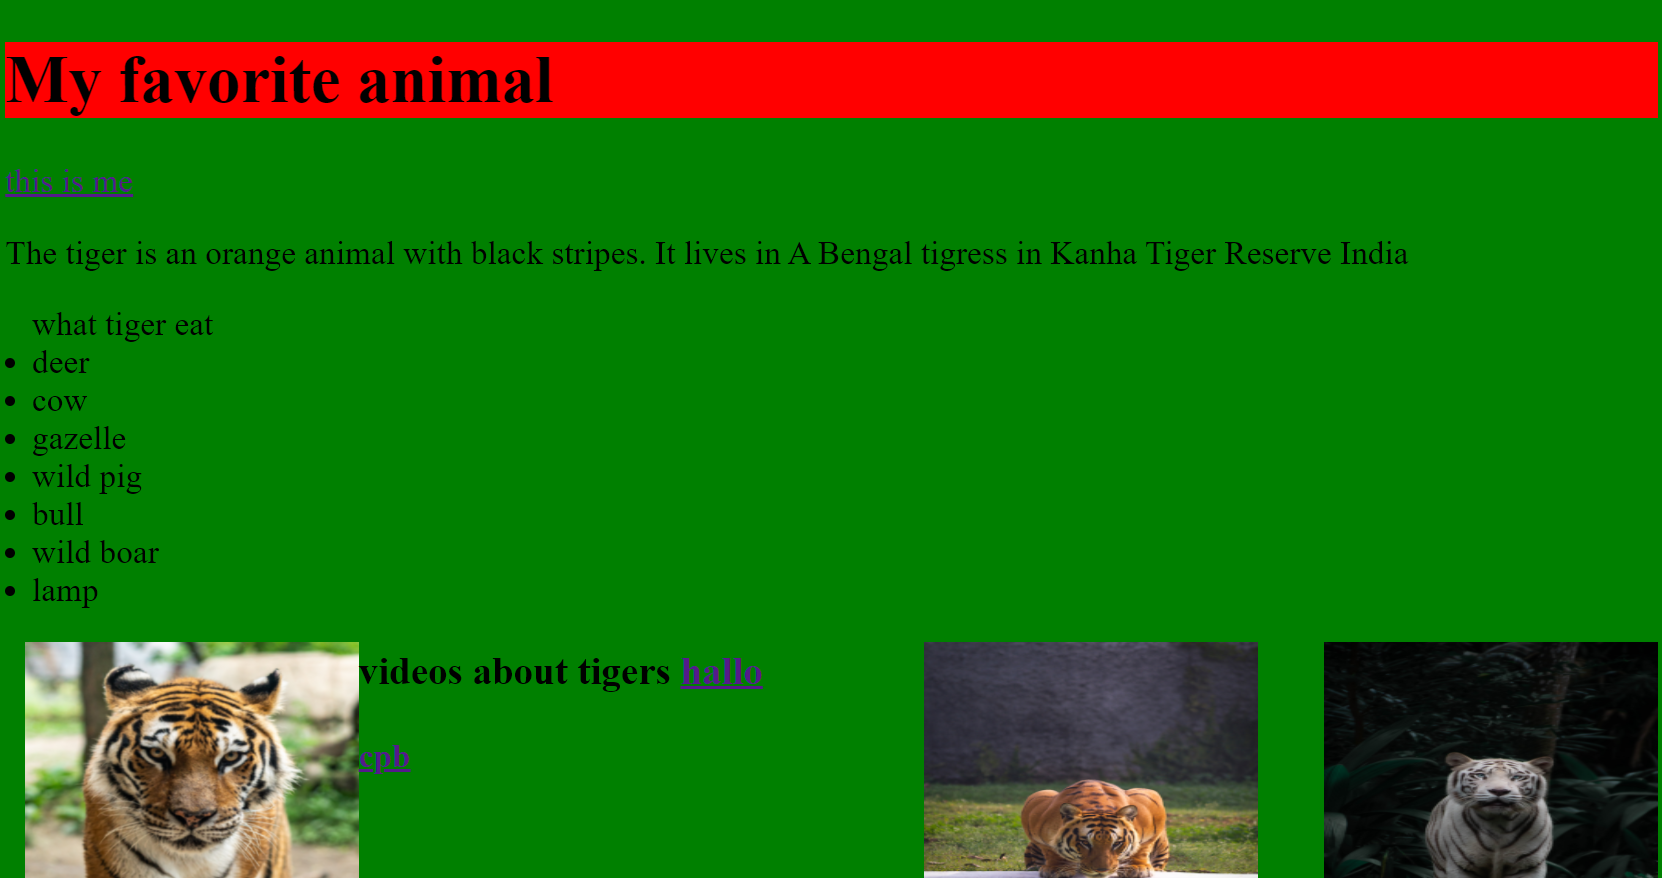 My favorite animal
this is me
The tiger is an orange animal with black stripes. It lives in A Bengal tigress in Kanha Tiger Reserve India
what tiger eat
deer
cow
gazelle
wild pig
bull
wild boar
lamp
videos about tigers hallo
cpb